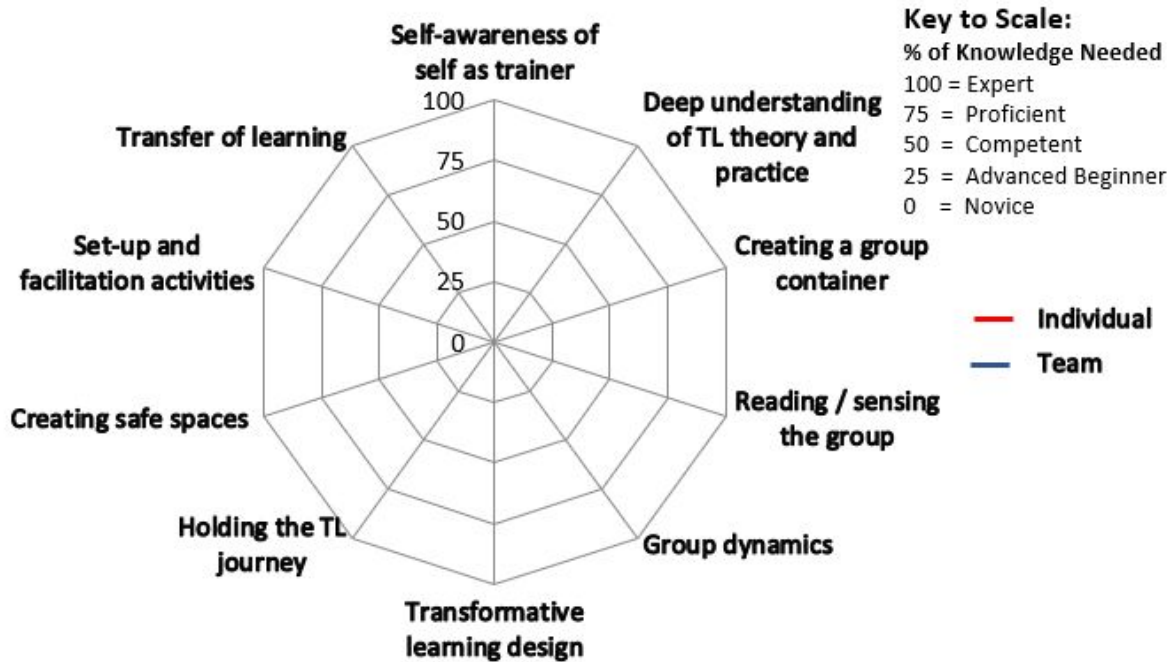 Self-awareness of
self as trainer
Deep understanding
of TL theory and
practice
Creating a group
container
Reading / sensing
the group
Group dynamics
Transformative
learning design
Holding the TL
journey
Creating safe spaces
Set-up and
facilitation activities
Transfer of learning
100
75
50
25
0
Key to Scale:
% of Knowledge Needed
100 = Expert
75 = Proficient
50 = Competent
25 = Advanced Beginner
0 = Novice
Individual
Team